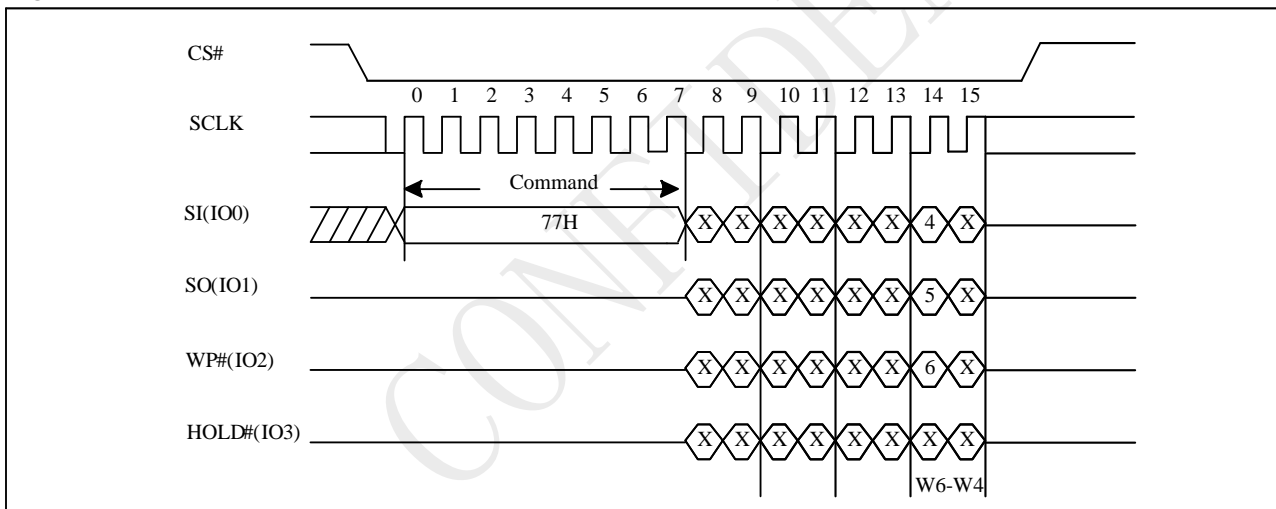 CS#
0 1 2 3 4 5 6 7 8 9 10 11 12 13 14 15
SCLK
Command
SI(IO0) 77H X X X X X X 4 X
SO(IO1) X X X X X X 5 X
WP#(IO2) X X X X X X 6 X
HOLD#(IO3) X X X X X X X X
W6-W4